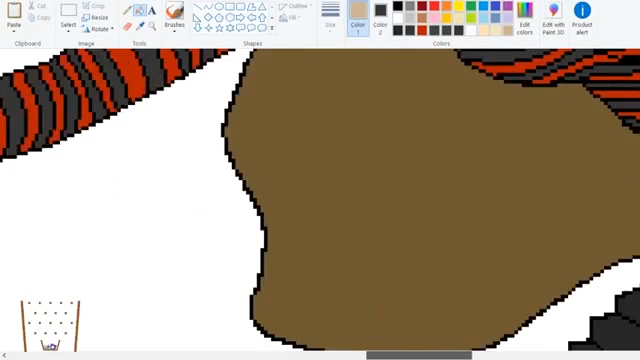 Paste
Cut
Copy
Clipboard
Select
Crop
Resize
Rotate
Image
A
Tools
Brushes
Outline
Fill
Shapes
Size
Color
1
Color
2
Colors
Edit
colors
Edit with
Paint 3D
Product
alert